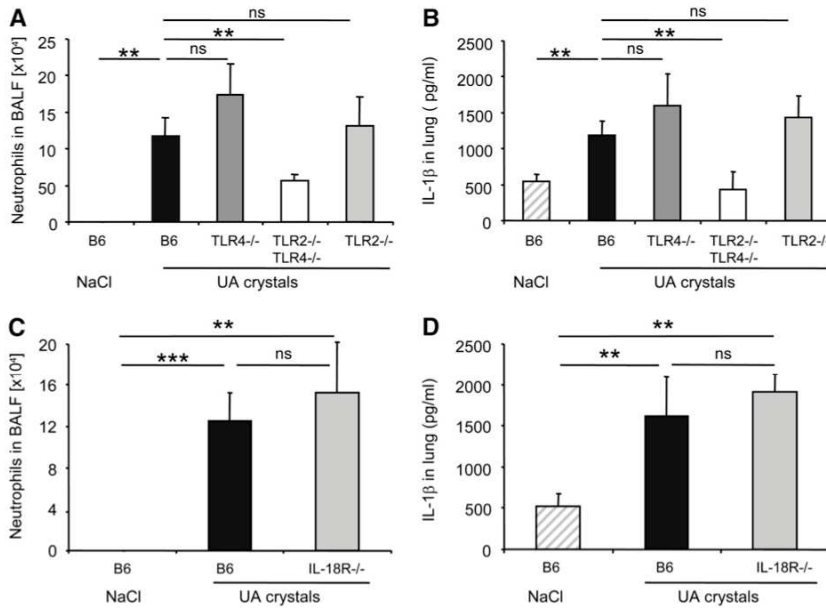 A
ns
**
** ns
Neutrophils in BALF [x10⁴]
25
20
15
10
50
0
B6 B6 TLR4-/- TLR2-/- TLR2-/-
TLR4-/-
NaCl UA crystals
B
ns
**
** ns
IL-1β in lung ( pg/ml)
2500
2000
1500
1000
500
0
B6 B6 TLR4-/- TLR2-/- TLR2-/-
TLR4-/-
NaCl UA crystals
C
**
*** ns
Neutrophils in BALF [x10⁴]
20
16
12
8
4
0
B6 B6 IL-18R-/-
NaCl UA crystals
D
**
** ns
IL-1β in lung (pg/ml)
2500
2000
1500
1000
500
0
B6 B6 IL-18R-/-
NaCl UA crystals